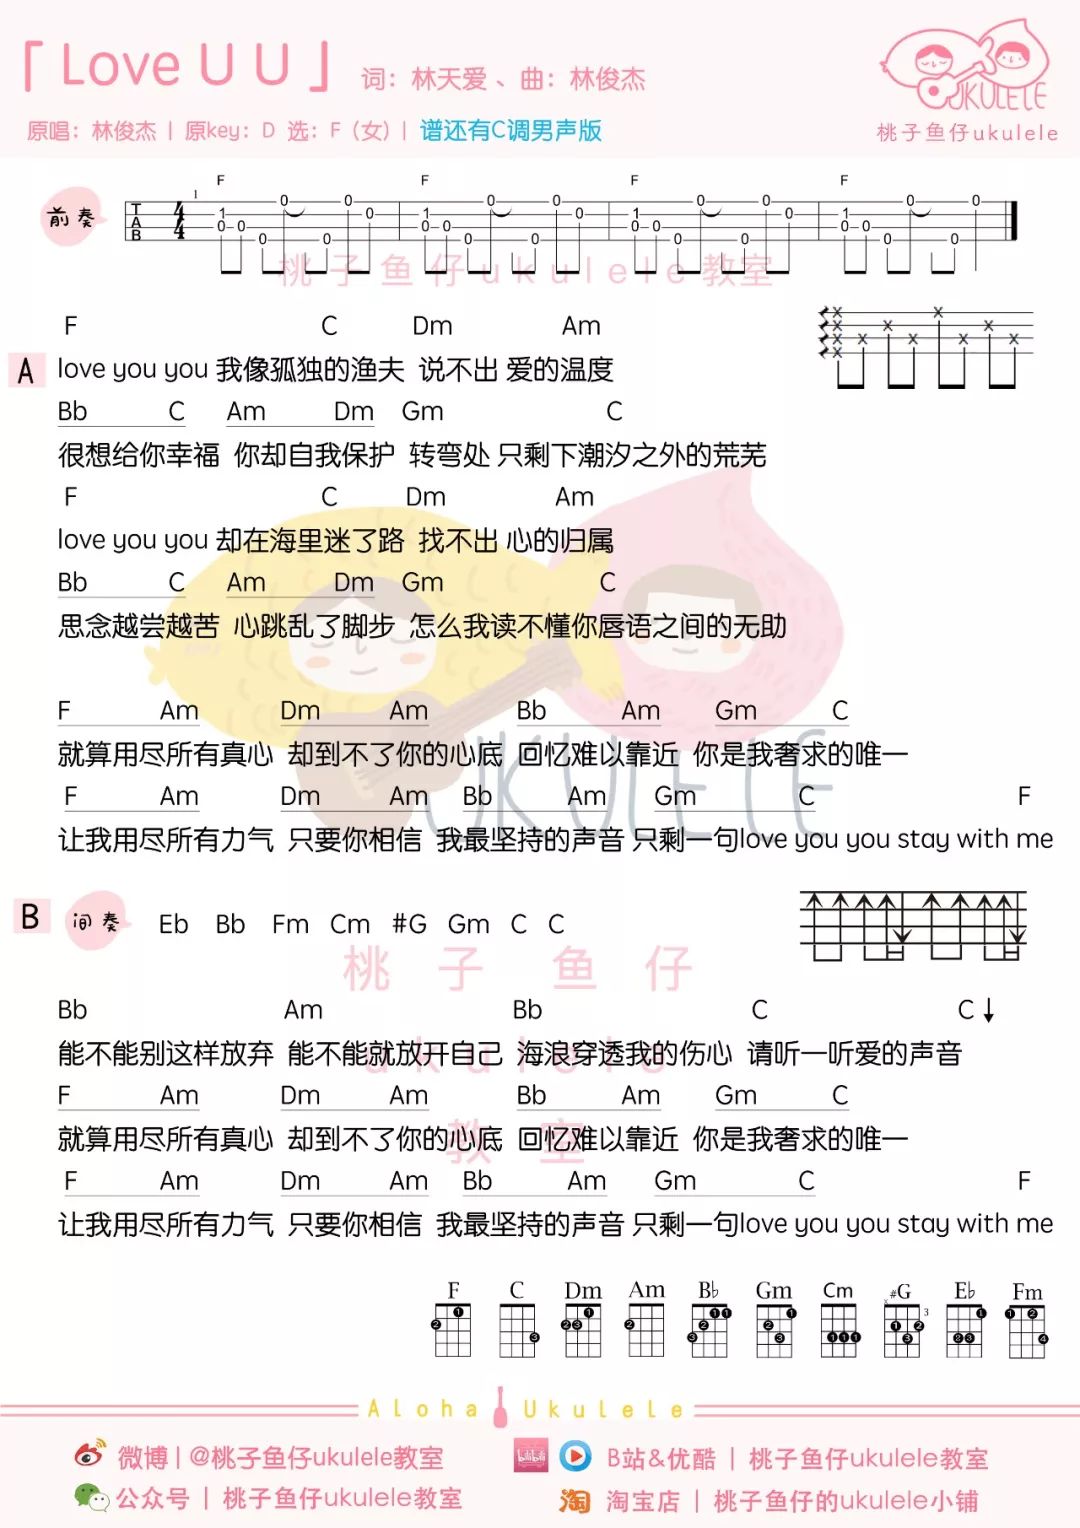 「Love U U」 词：林天爱 、曲：林俊杰
原唱：林俊杰 | 原key：D 选：F（女）| 谱还有C调男声版
UKULELE
桃子鱼仔ukulele
前奏
F F F F
1
T A B 4/4 1 0 0 0 0 0 0 0 1 0 0 0 0 0 0 0 1 0 0 0 0 0 0 0 1 0 0 0 0 0 0
桃子鱼仔ukulele教室
F C Dm Am
A love you you 我像孤独的渔夫 说不出 爱的温度
Bb C Am Dm Gm C
很想给你幸福 你却自我保护 转弯处 只剩下潮汐之外的荒芜
F C Dm Am
love you you 却在海里迷了路 找不出 心的归属
Bb C Am Dm Gm C
思念越尝越苦 心跳乱了脚步 怎么我读不懂你唇语之间的无助
F Am Dm Am Bb Am Gm C
就算用尽所有真心 却到不了你的心底 回忆难以靠近 你是我奢求的唯一
UKULELE
F Am Dm Am Bb Am Gm C F
让我用尽所有力气 只要你相信 我最坚持的声音 只剩一句love you you stay with me
B 间奏 Eb Bb Fm Cm #G Gm C C
桃子鱼仔
Bb Am Bb C C↓
能不能别这样放弃 能不能就放开自己 海浪穿透我的伤心 请听一听爱的声音
ukulele
F Am Dm Am Bb Am Gm C
就算用尽所有真心 却到不了你的心底 回忆难以靠近 你是我奢求的唯一
教室
F Am Dm Am Bb Am Gm C F
让我用尽所有力气 只要你相信 我最坚持的声音 只剩一句love you you stay with me
F C Dm Am B♭ Gm Cm #G E♭ Fm
Aloha Ukulele
微博 | @桃子鱼仔ukulele教室
B站&优酷 | 桃子鱼仔ukulele教室
公众号 | 桃子鱼仔ukulele教室
淘 淘宝店 | 桃子鱼仔的ukulele小铺